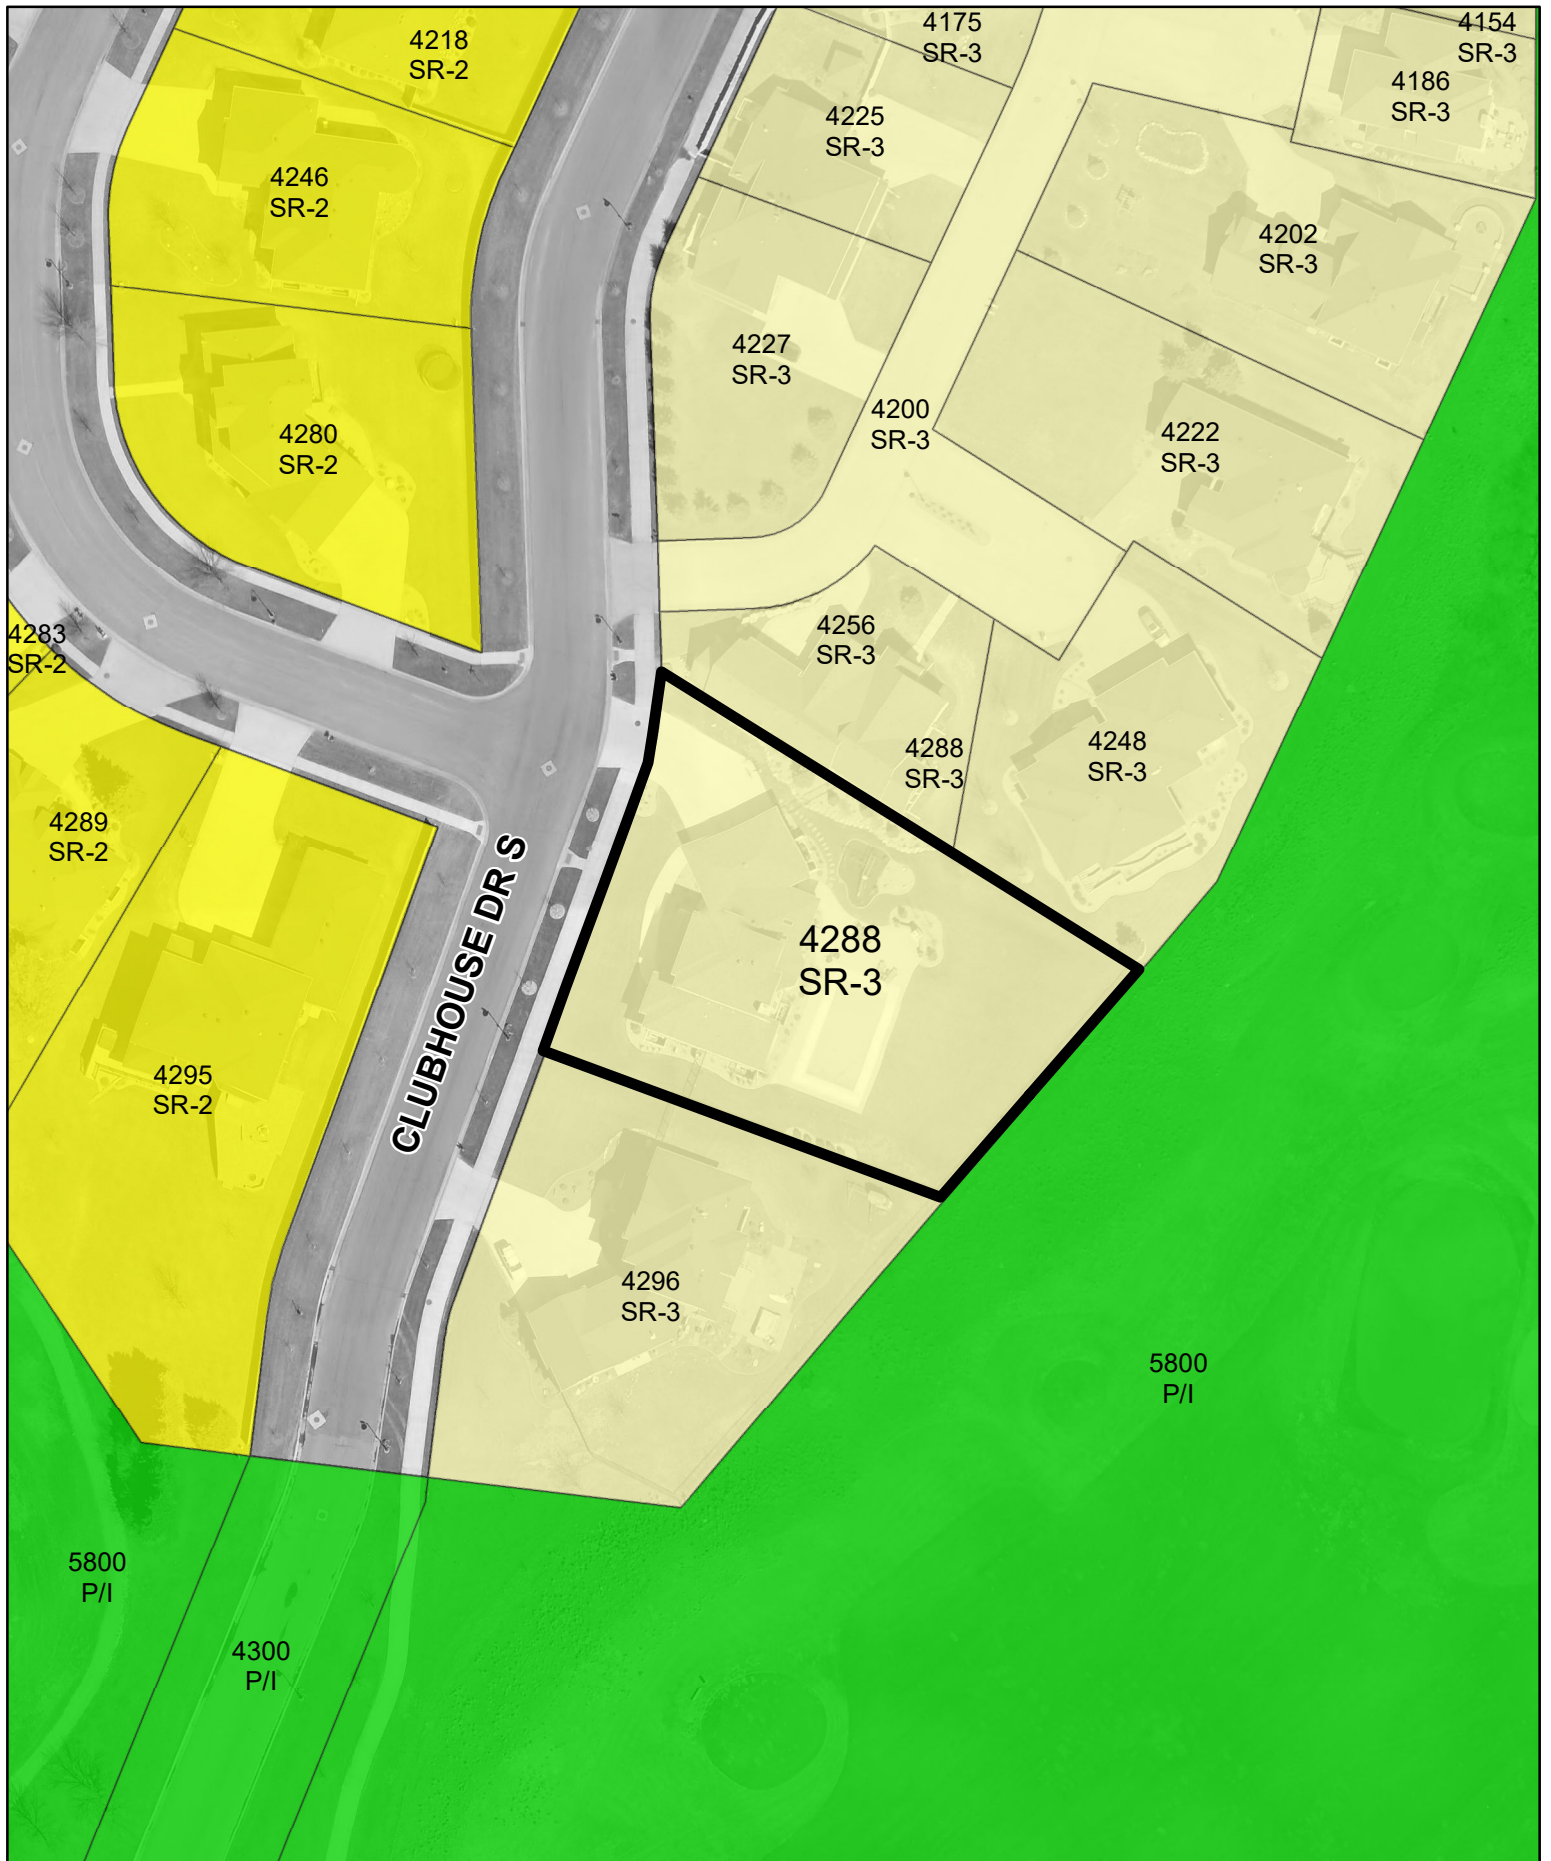 4175
SR-3
4154
SR-3
4218
SR-2
4186
SR-3
4225
SR-3
4246
SR-2
4202
SR-3
4227
SR-3
4200
SR-3
4222
SR-3
4280
SR-2
4283
SR-2
4256
SR-3
4288
SR-3
4248
SR-3
4289
SR-2
CLUBHOUSE DR S
4288
SR-3
4295
SR-2
4296
SR-3
5800
P/I
5800
P/I
4300
P/I